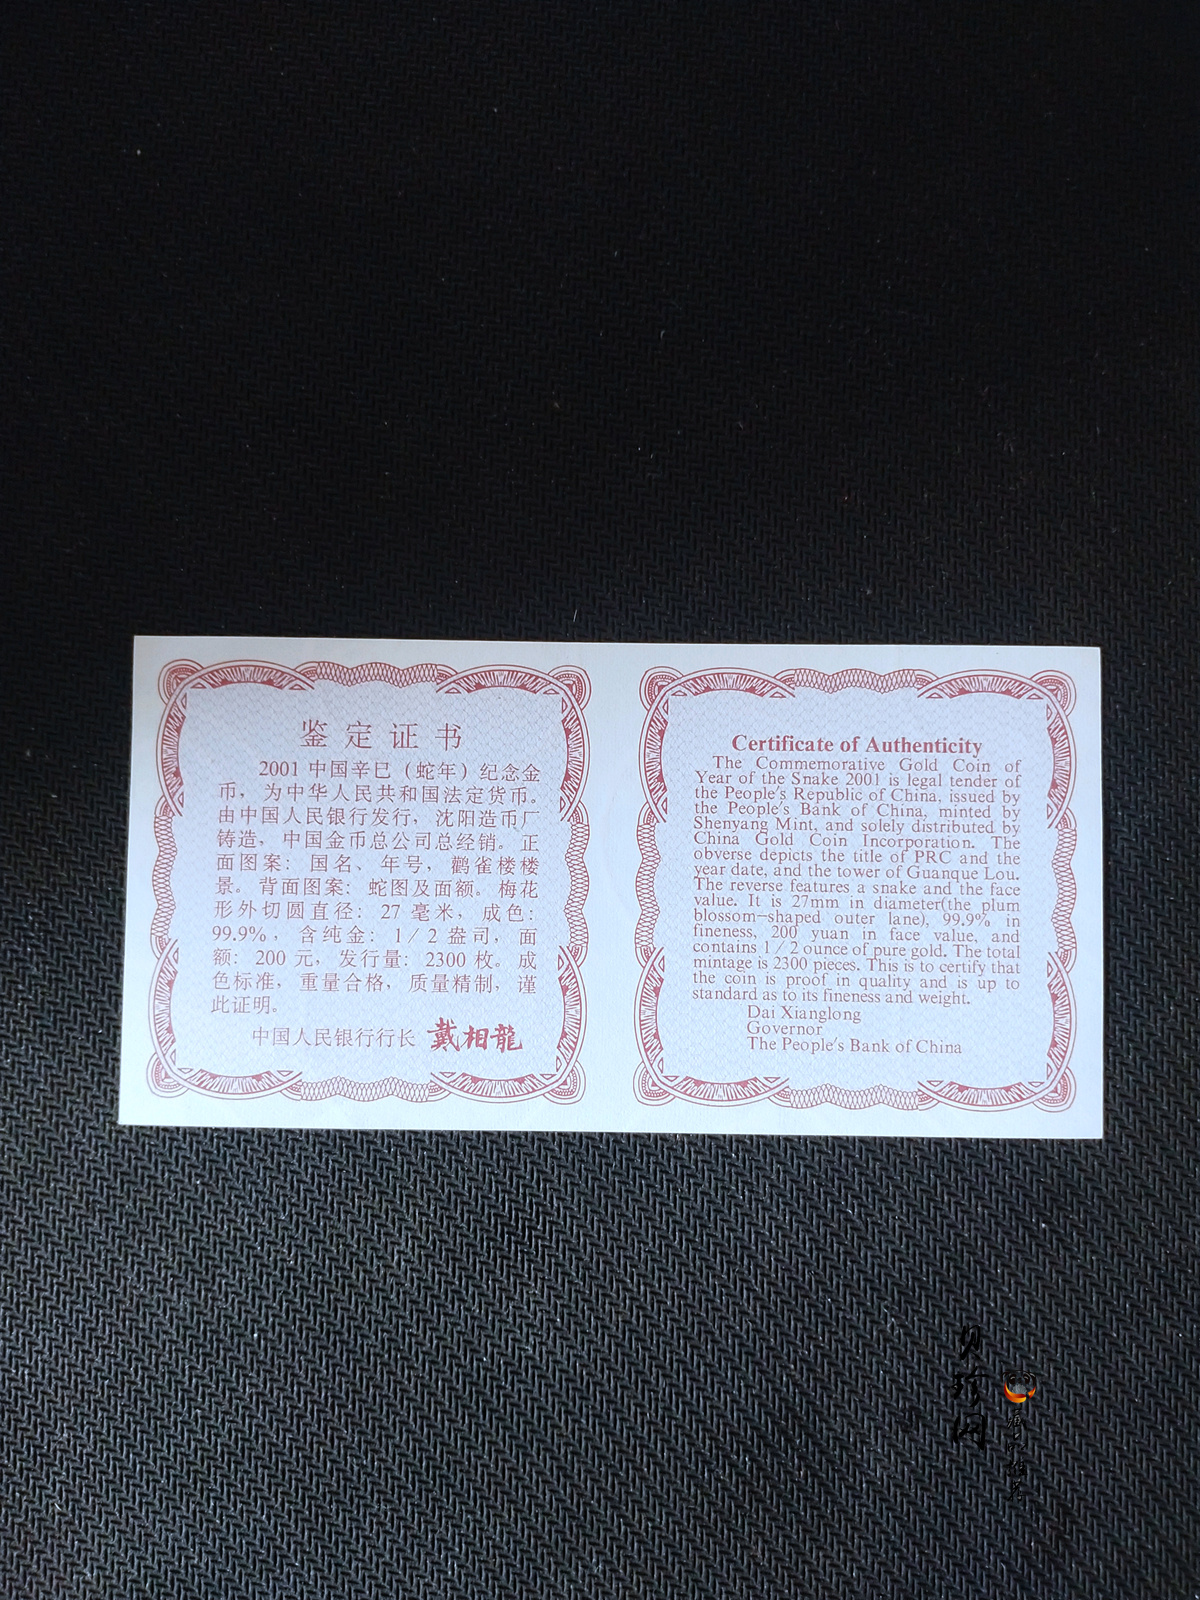 鉴定证书
2001 中国辛巳（蛇年）纪念金
币，为中华人民共和国法定货币。
由中国人民银行发行，沈阳造币厂
铸造，中国金币总公司总经销。正
面图案：国名、年号，鹳雀楼楼
景。背面图案：蛇图及面额。梅花
形外切圆直径：27 毫米，成色：
99.9%，含纯金：1／2 盎司，面
额：200 元，发行量：2300 枚。成
色标准，重量合格，质量精制，谨
此证明。
中国人民银行行长 戴相龍
Certificate of Authenticity
The Commemorative Gold Coin of
Year of the Snake 2001 is legal tender of
the People's Republic of China, issued by
the People's Bank of China, minted by
Shenyang Mint, and solely distributed by
China Gold Coin Incorporation. The
obverse depicts the title of PRC and the
year date, and the tower of Guanque Lou.
The reverse features a snake and the face
value. It is 27mm in diameter(the plum
blossom-shaped outer lane), 99.9% in
fineness, 200 yuan in face value, and
contains 1／2 ounce of pure gold. The total
mintage is 2300 pieces. This is to certify that
the coin is proof in quality and is up to
standard as to its fineness and weight.
Dai Xianglong
Governor
The People's Bank of China
贝珍网